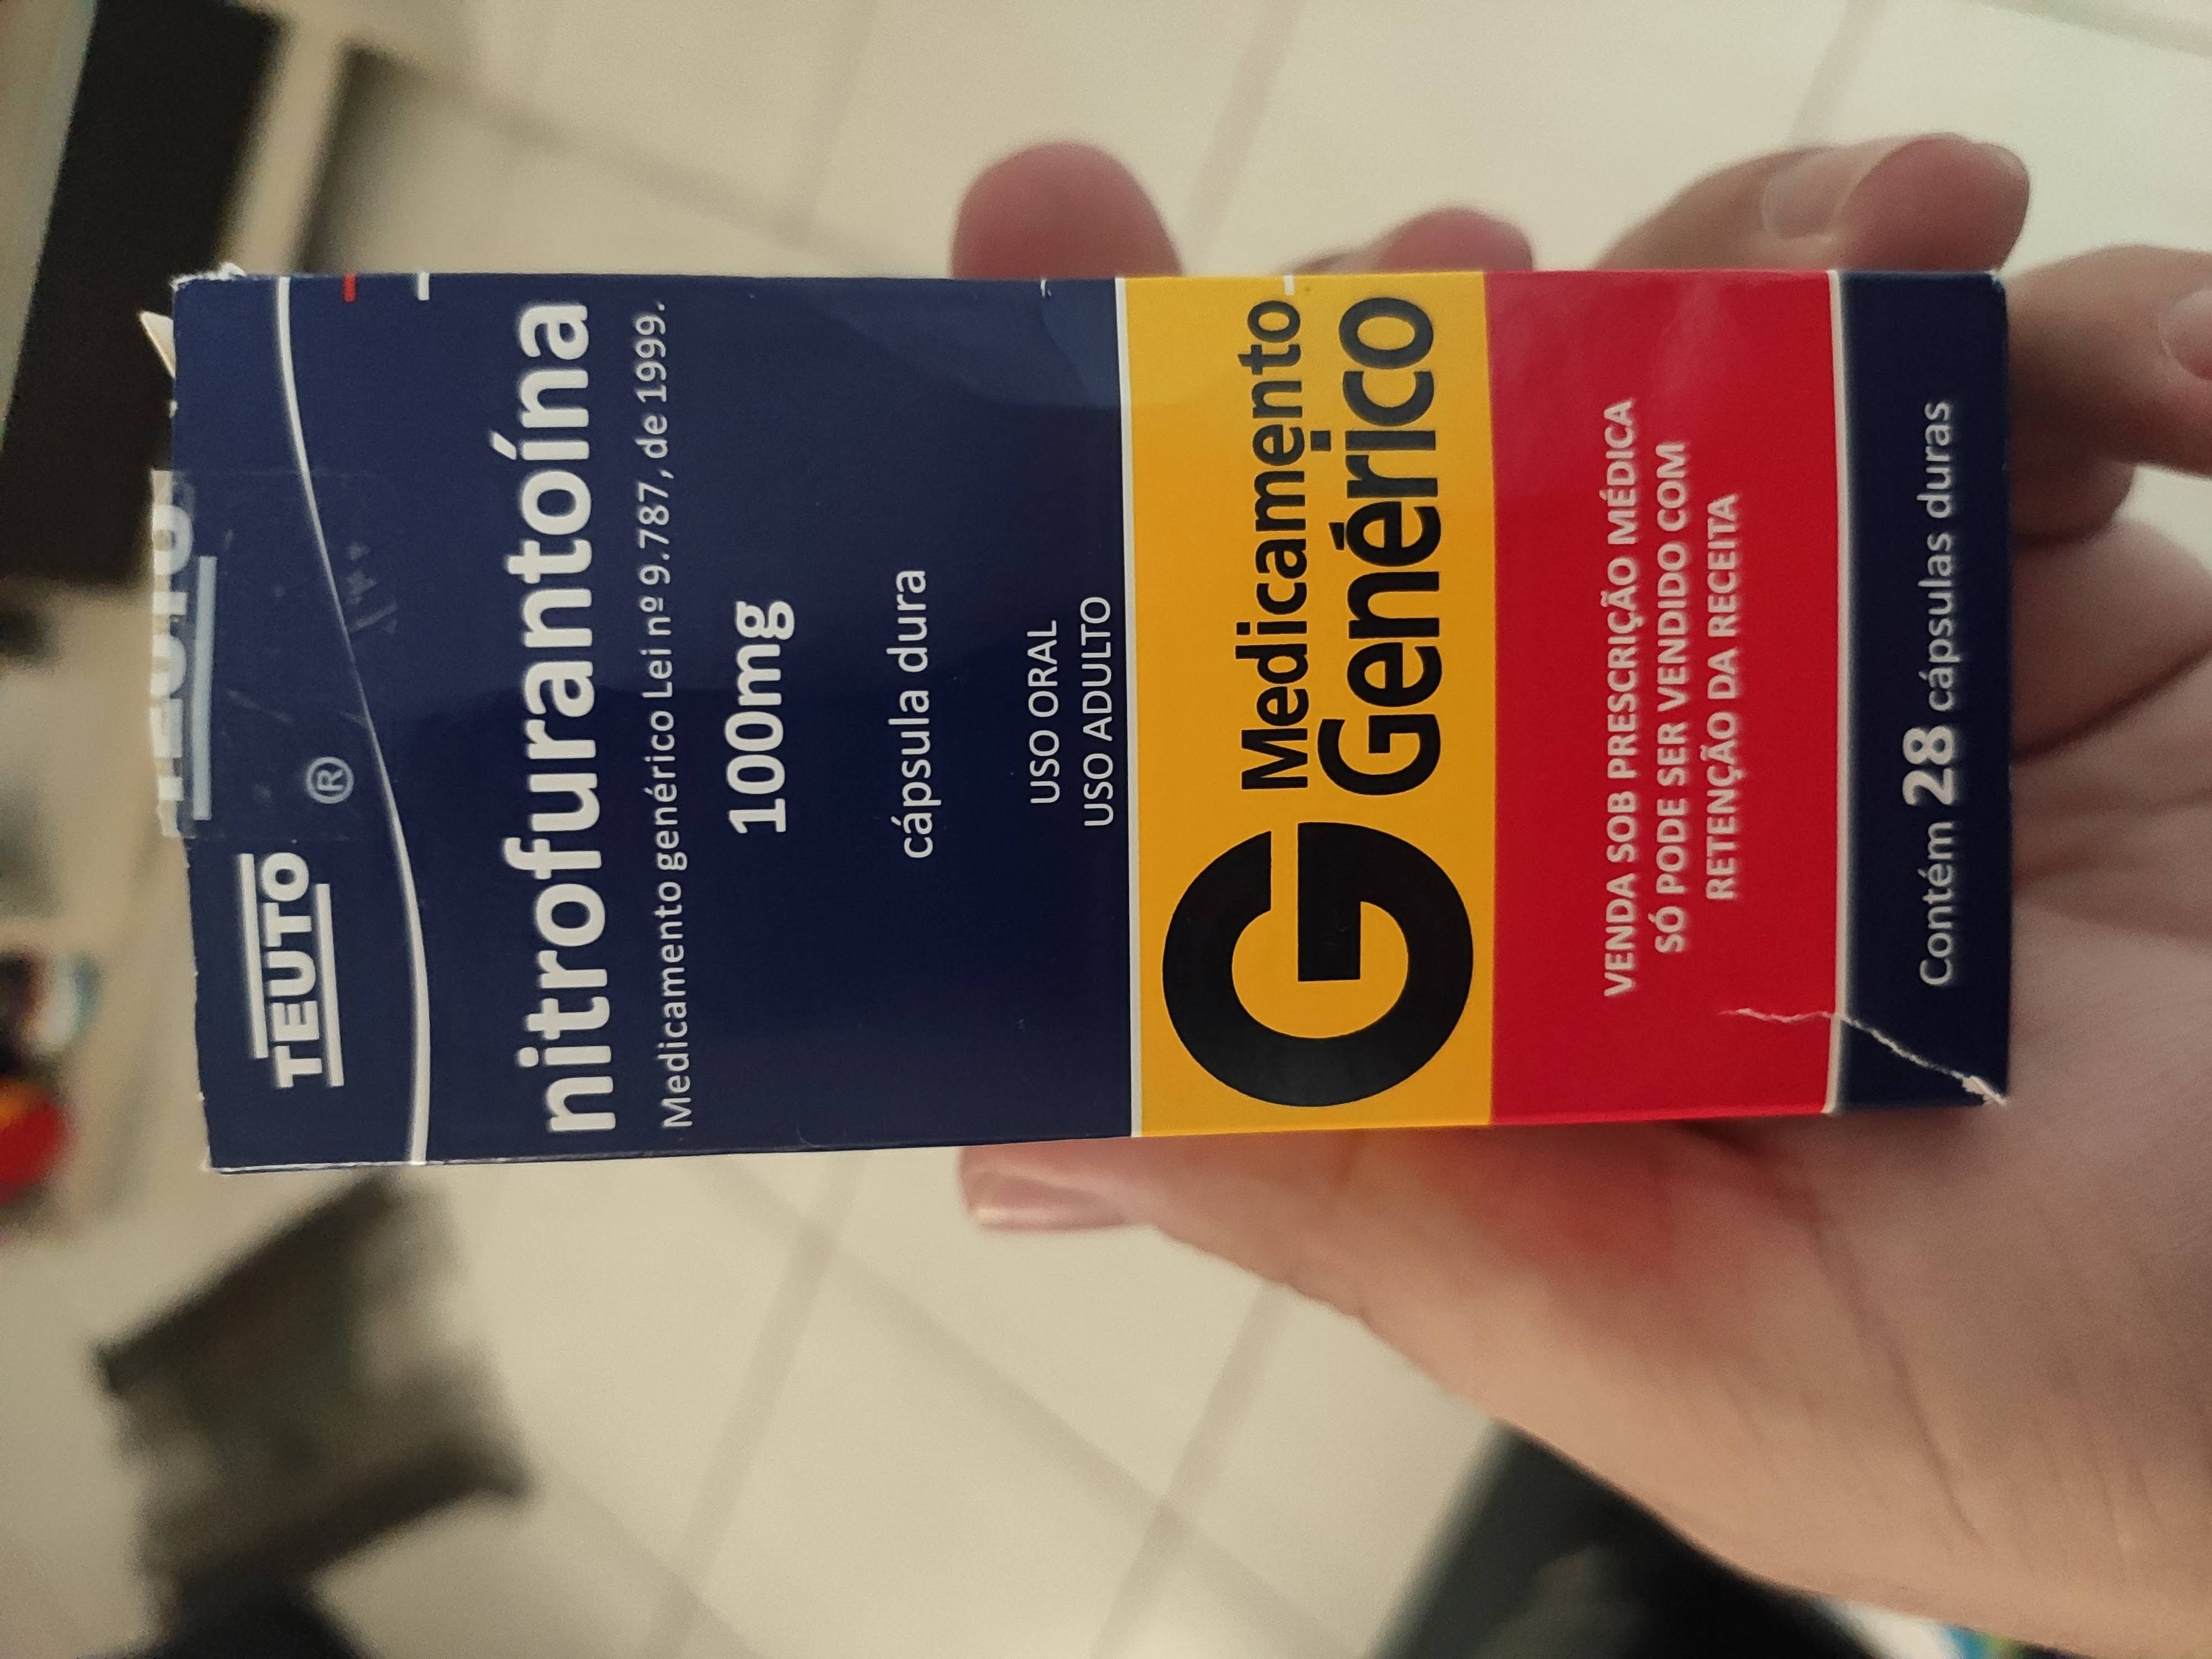 TEUTO
TEUTO
®
nitrofurantoína
Medicamento genérico Lei nº 9.787, de 1999.
100mg
cápsula dura
USO ORAL
USO ADULTO
G
Medicamento
Genérico
VENDA SOB PRESCRIÇÃO MÉDICA
SÓ PODE SER VENDIDO COM
RETENÇÃO DA RECEITA
Contém 28 cápsulas duras